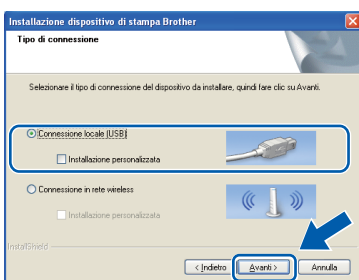 Installazione dispositivo di stampa Brother
Tipo di connessione
Selezionare il tipo di connessione del dispositivo da installare, quindi fare clic su Avanti.
Connessione locale (USB)
Installazione personalizzata
Connessione in rete wireless
Installazione personalizzata
InstallShield
< Indietro
Avanti >
Annulla